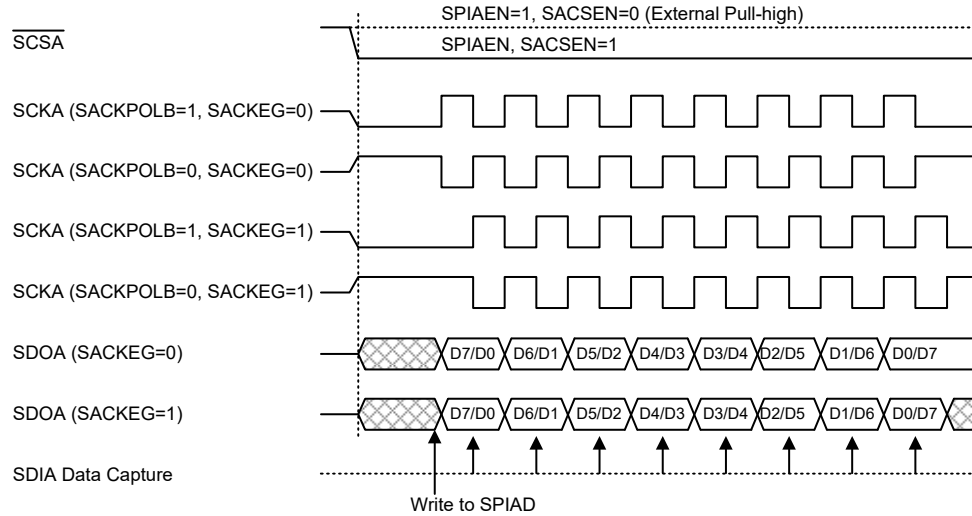 SPIAEN=1, SACSEN=0 (External Pull-high)
SCSA
SPIAEN, SACSEN=1
SCKA (SACKPOLB=1, SACKEG=0)
SCKA (SACKPOLB=0, SACKEG=0)
SCKA (SACKPOLB=1, SACKEG=1)
SCKA (SACKPOLB=0, SACKEG=1)
SDOA (SACKEG=0) D7/D0 D6/D1 D5/D2 D4/D3 D3/D4 D2/D5 D1/D6 D0/D7
SDOA (SACKEG=1) D7/D0 D6/D1 D5/D2 D4/D3 D3/D4 D2/D5 D1/D6 D0/D7
SDIA Data Capture
Write to SPIAD